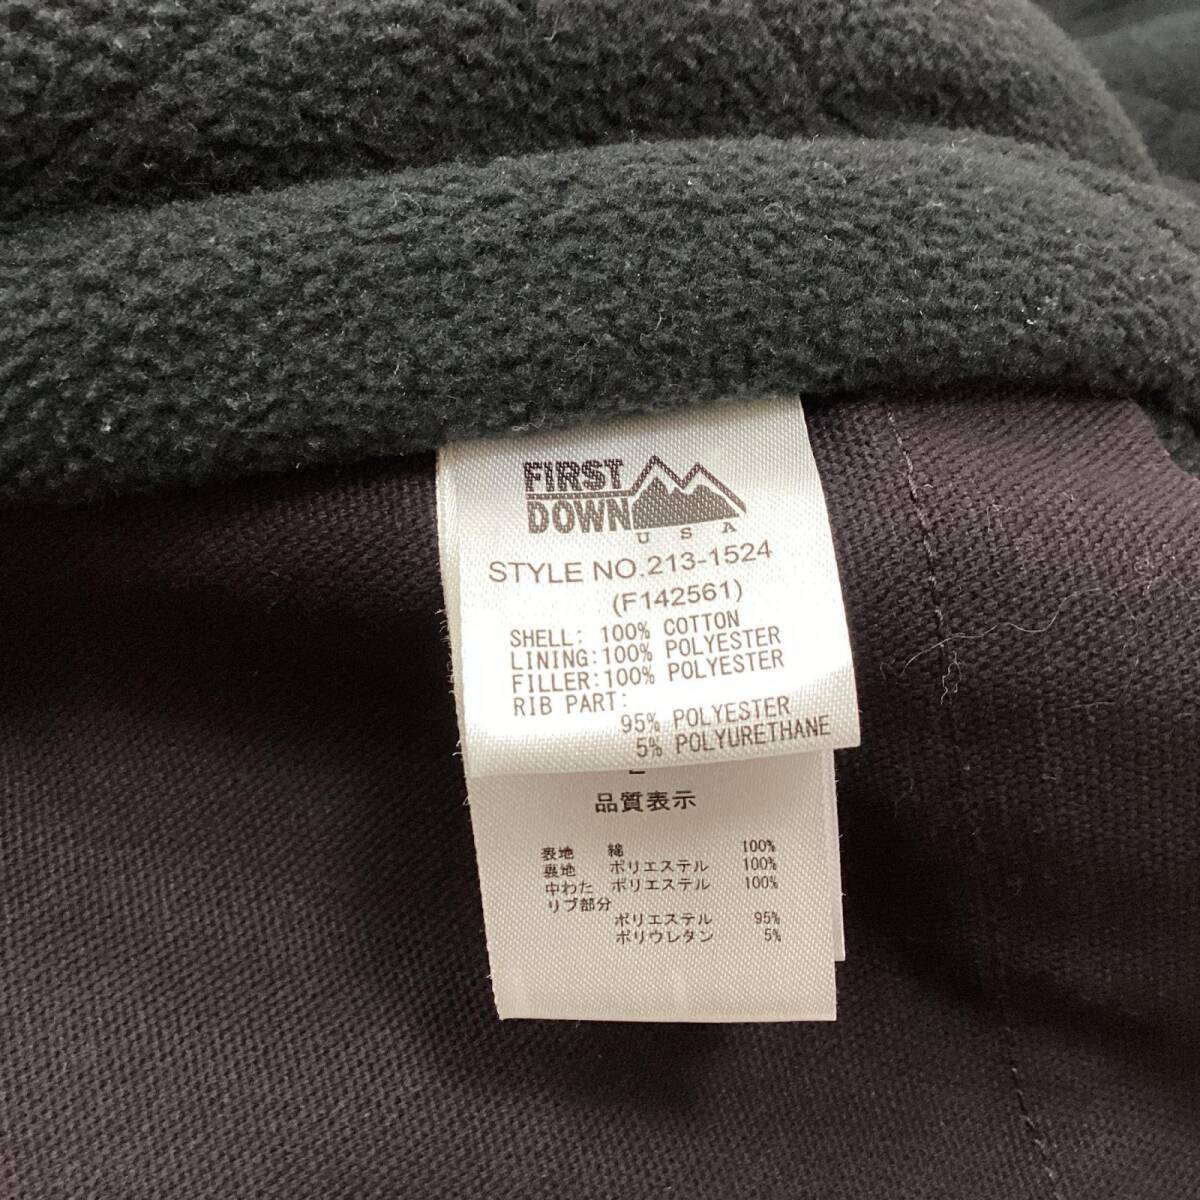 FIRST
DOWN
USA
STYLE NO.213-1524
(F142561)
SHELL: 100% COTTON
LINING:100% POLYESTER
FILLER:100% POLYESTER
RIB PART:
95% POLYESTER
5% POLYURETHANE
品質表示
表地 綿 100%
裏地 ポリエステル 100%
中わた ポリエステル 100%
リブ部分
ポリエステル 95%
ポリウレタン 5%